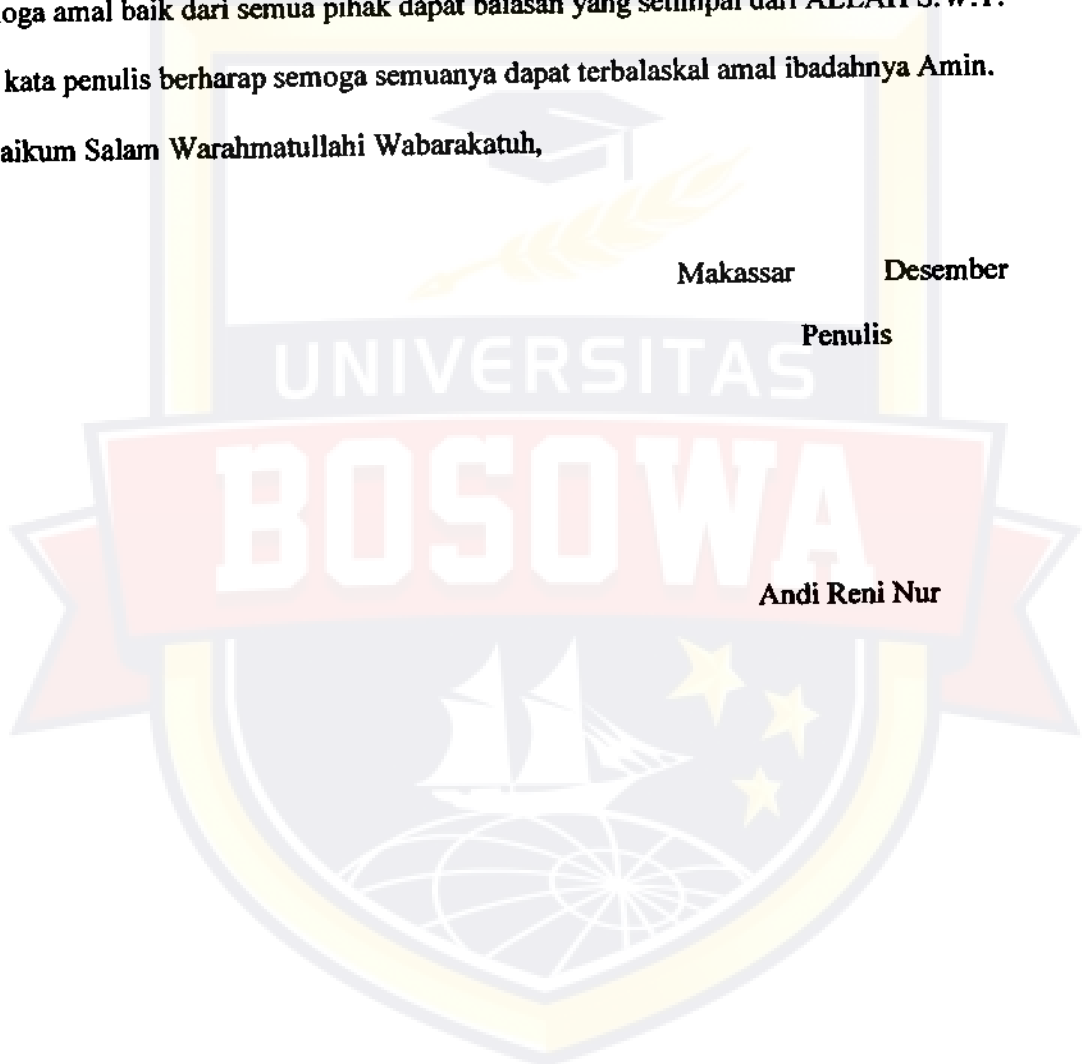 oga amal baik dari semua pihak dapat balasan yang setimpal dari ALLAH S.W.T.
kata penulis berharap semoga semuanya dapat terbalaskal amal ibadahnya Amin.
aikum Salam Warahmatullahi Wabarakatuh,
Makassar Desember
Penulis
UNIVERSITAS
BOSOWA
Andi Reni Nur